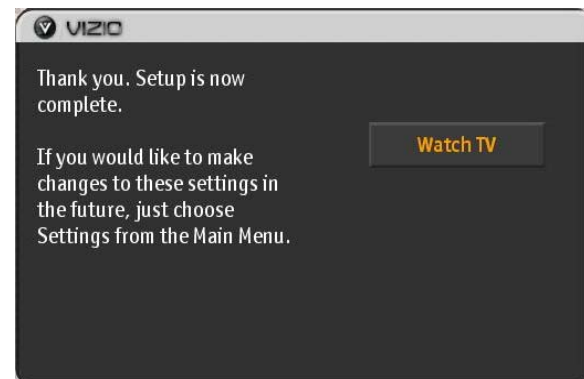 VIZIO
Thank you. Setup is now
complete.
If you would like to make
changes to these settings in
the future, just choose
Settings from the Main Menu.
Watch TV